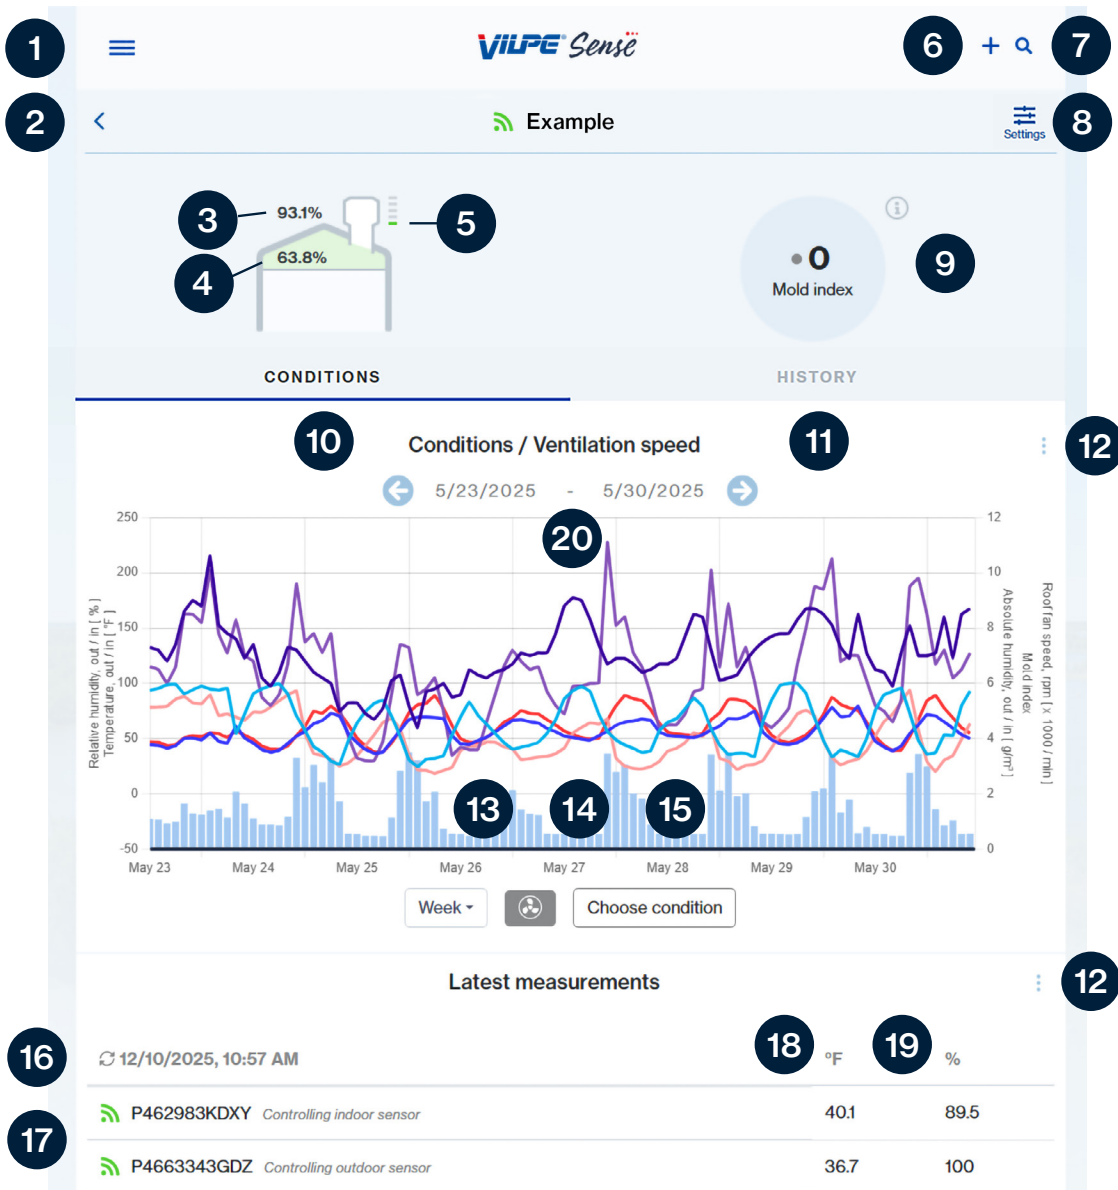 1
VILPE Sense
6
7
2
Example
Settings
8
3
93.1%
5
4
63.8%
0
Mold index
9
CONDITIONS
HISTORY
10
Conditions / Ventilation speed
11
12
5/23/2025 - 5/30/2025
20
250
200
150
100
50
0
-50
Relative humidity, out / in [ % ]
Temperature, out / in [ °F ]
12
10
8
6
4
2
0
Roof fan speed, rpm [ x 1000 / min ]
Mold index
Absolute humidity, out / in [ g/m³ ]
13
14
15
May 23 May 24 May 25 May 26 May 27 May 28 May 29 May 30
Week
Choose condition
Latest measurements
12
16
12/10/2025, 10:57 AM
18
°F
19
%
17
P462983KDXY Controlling indoor sensor 40.1 89.5
P4663343GDZ Controlling outdoor sensor 36.7 100